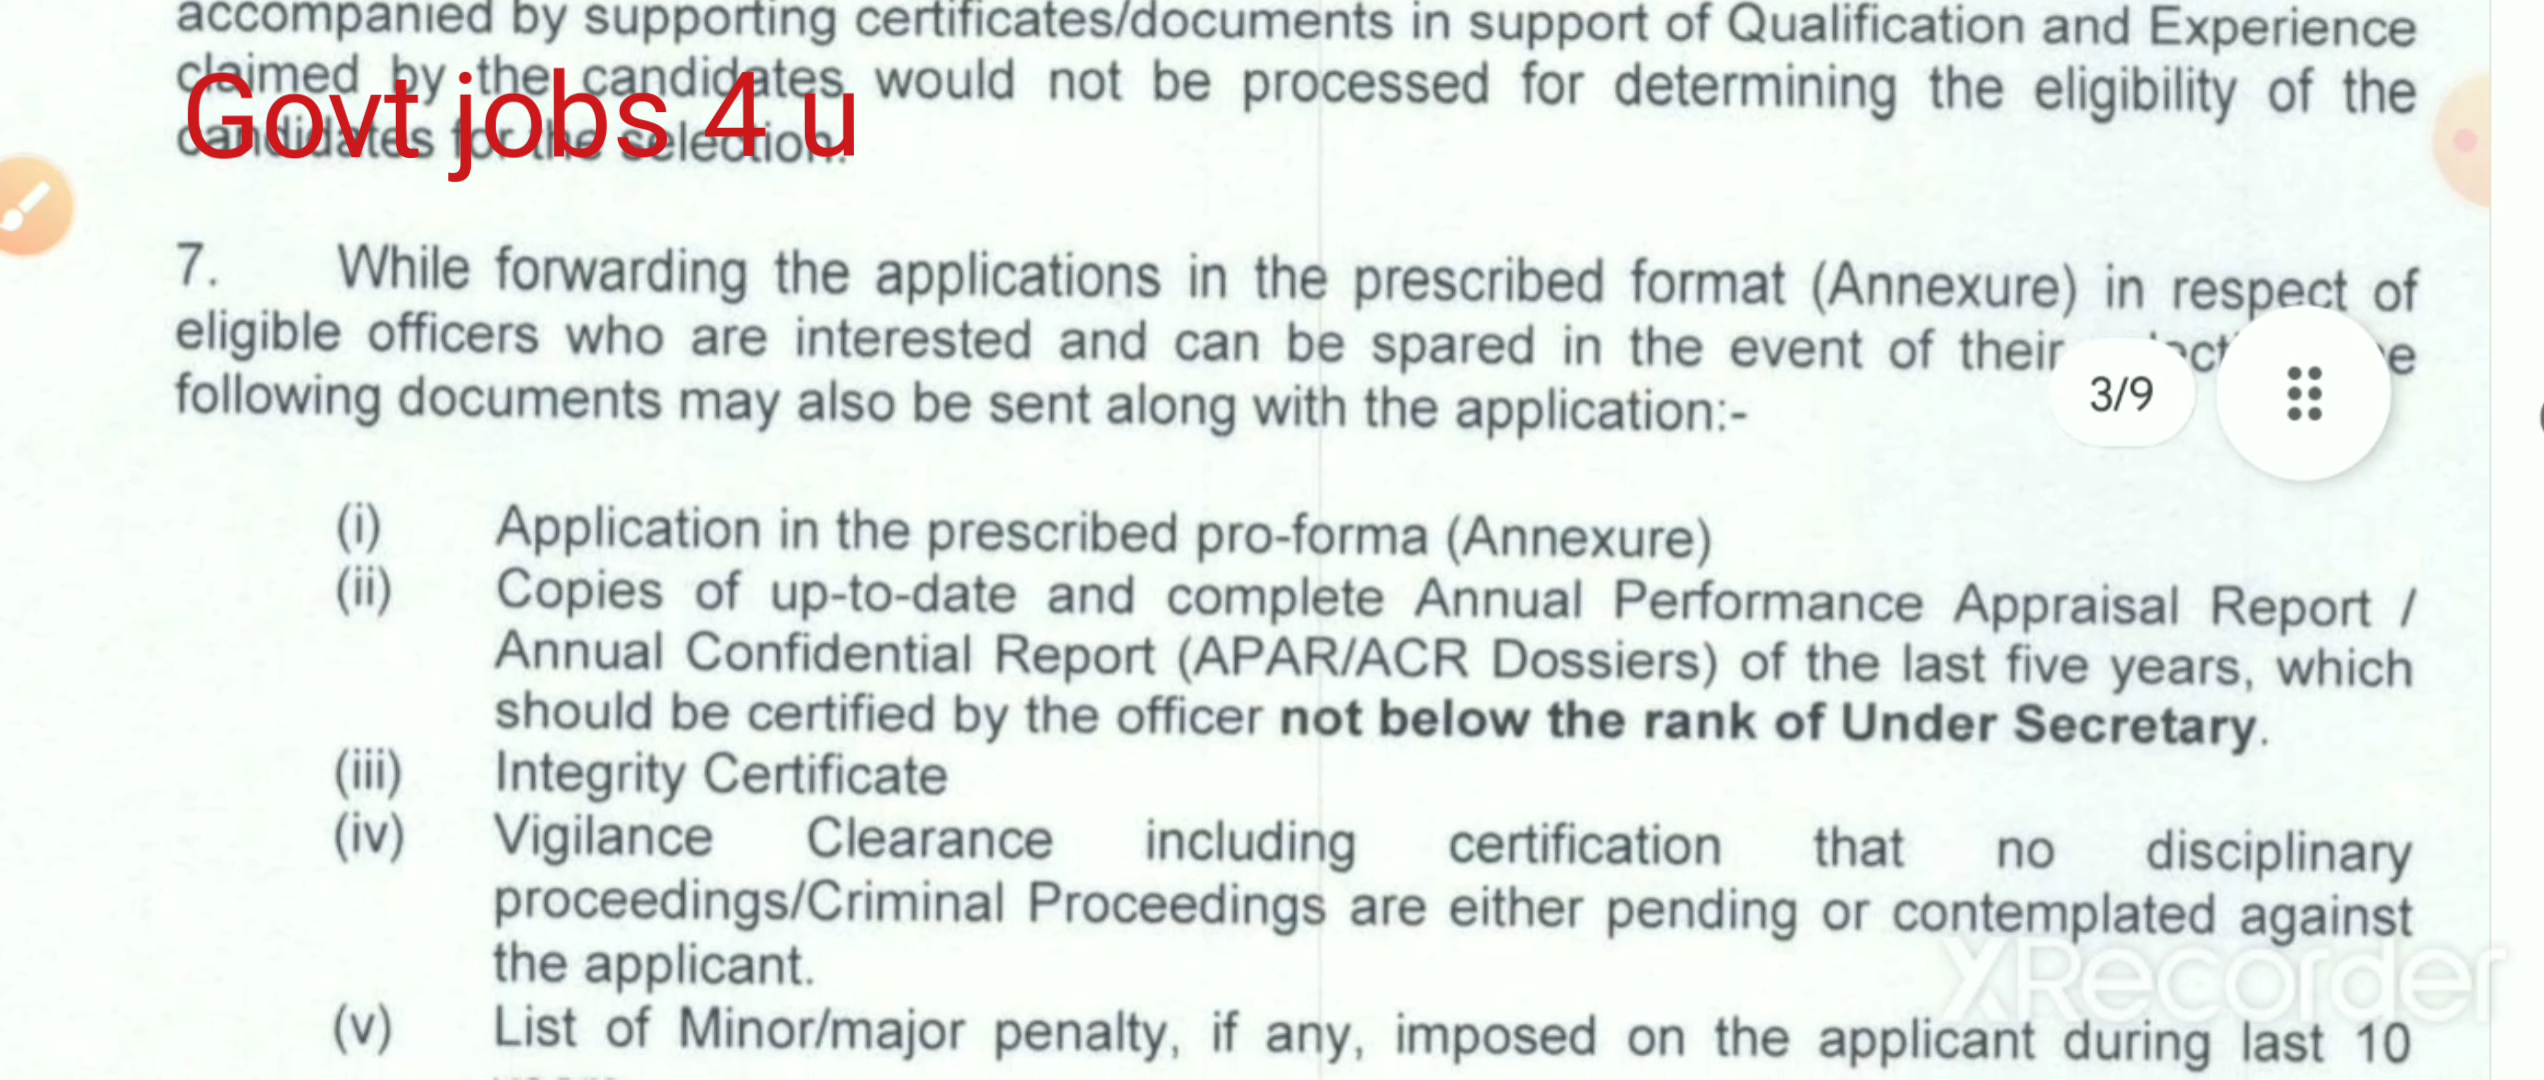 accompanied by supporting certificates/documents in support of Qualification and Experience
claimed by the candidates would not be processed for determining the eligibility of the
candidates for the selection.
Govt jobs 4 u
7. While forwarding the applications in the prescribed format (Annexure) in respect of
eligible officers who are interested and can be spared in the event of their
following documents may also be sent along with the application:-
3/9
(i) Application in the prescribed pro-forma (Annexure)
(ii) Copies of up-to-date and complete Annual Performance Appraisal Report /
Annual Confidential Report (APAR/ACR Dossiers) of the last five years, which
should be certified by the officer not below the rank of Under Secretary.
(iii) Integrity Certificate
(iv) Vigilance Clearance including certification that no disciplinary
proceedings/Criminal Proceedings are either pending or contemplated against
the applicant.
(v) List of Minor/major penalty, if any, imposed on the applicant during last 10
XRecorder